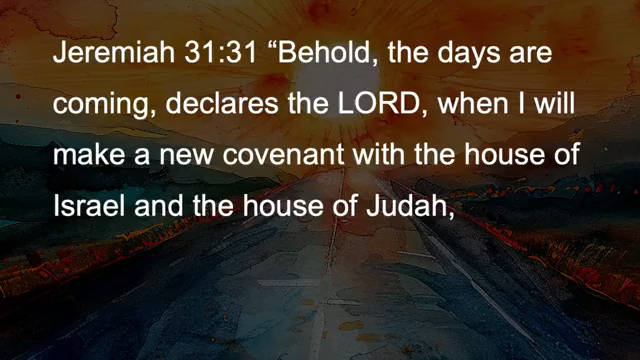 Jeremiah 31:31 “Behold, the days are
coming, declares the LORD, when I will
make a new covenant with the house of
Israel and the house of Judah,